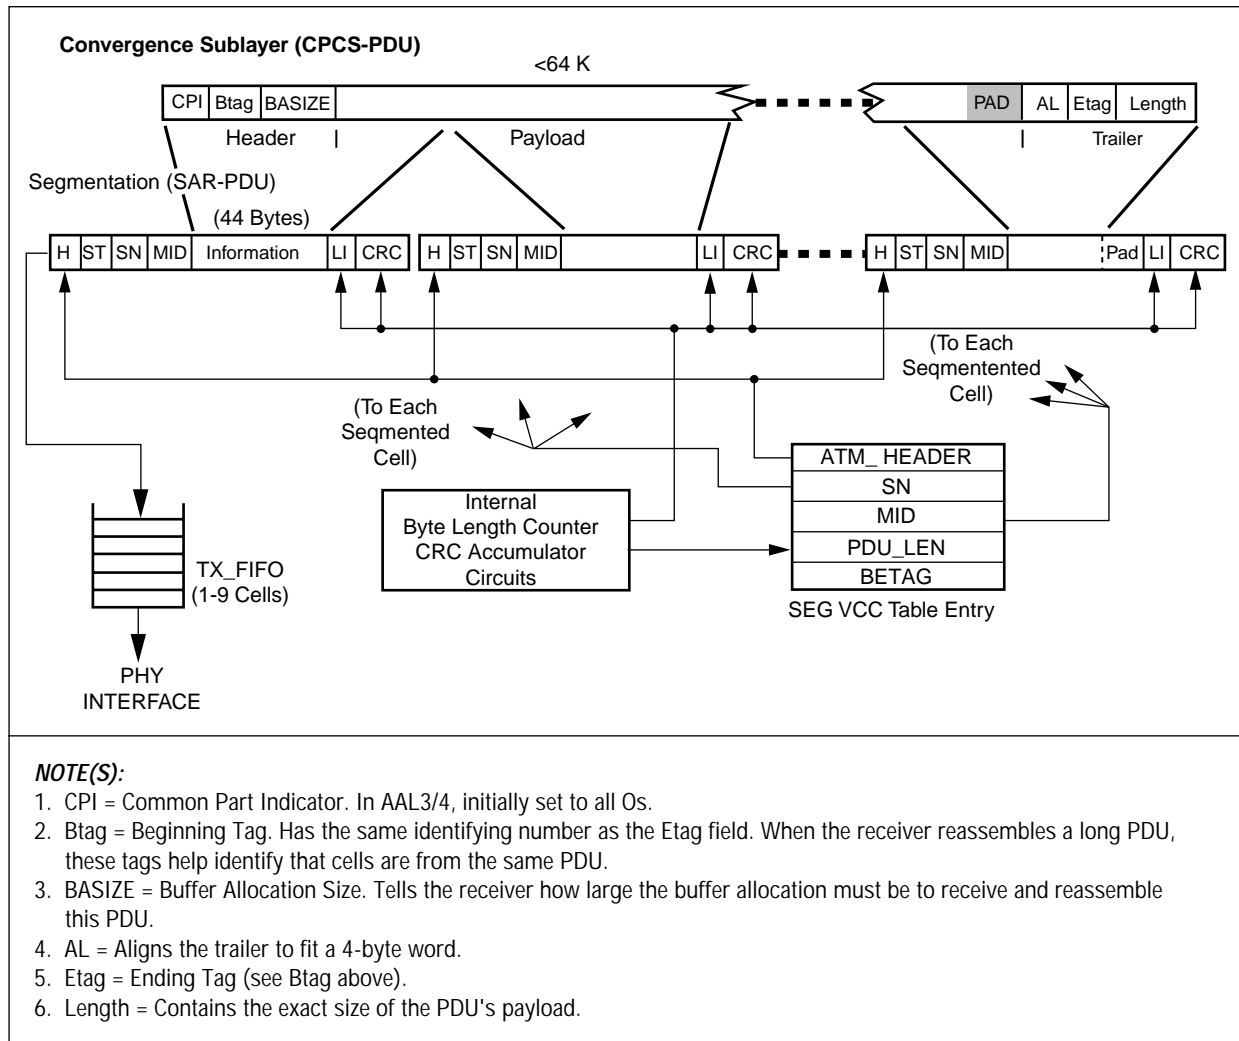 Convergence Sublayer (CPCS-PDU)
<64 K
CPI Btag BASIZE PAD AL Etag Length
Header | Payload | Trailer
Segmentation (SAR-PDU)
(44 Bytes)
H ST SN MID Information LI CRC H ST SN MID LI CRC H ST SN MID Pad LI CRC
(To Each
Seqmentented
Cell)
(To Each
Seqmented
Cell)
ATM_ HEADER
SN
MID
PDU_LEN
BETAG
SEG VCC Table Entry
Internal
Byte Length Counter
CRC Accumulator
Circuits
TX_FIFO
(1-9 Cells)
PHY
INTERFACE
NOTE(S):
1. CPI = Common Part Indicator. In AAL3/4, initially set to all Os.
2. Btag = Beginning Tag. Has the same identifying number as the Etag field. When the receiver reassembles a long PDU,
these tags help identify that cells are from the same PDU.
3. BASIZE = Buffer Allocation Size. Tells the receiver how large the buffer allocation must be to receive and reassemble
this PDU.
4. AL = Aligns the trailer to fit a 4-byte word.
5. Etag = Ending Tag (see Btag above).
6. Length = Contains the exact size of the PDU's payload.